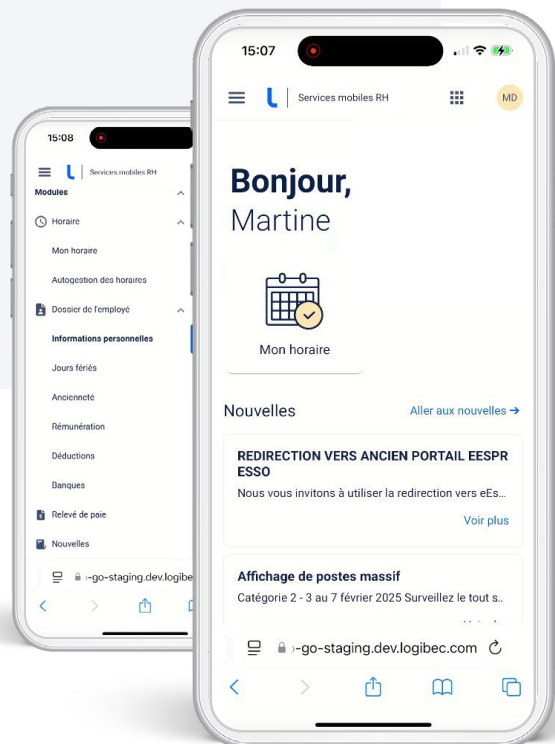 15:08
Services mobiles RH
Modules
Horaire
Mon horaire
Autogestion des horaires
Dossier de l'employé
Informations personnelles
Jours fériés
Ancienneté
Rémunération
Déductions
Banques
Relevé de paie
Nouvelles
-go-staging.dev.logibe
15:07
Services mobiles RH
MD
Bonjour,
Martine
Mon horaire
Nouvelles
Aller aux nouvelles →
REDIRECTION VERS ANCIEN PORTAIL EESPR
ESSO
Nous vous invitons à utiliser la redirection vers eEs...
Voir plus
Affichage de postes massif
Catégorie 2 - 3 au 7 février 2025 Surveillez le tout s..
-go-staging.dev.logibec.com